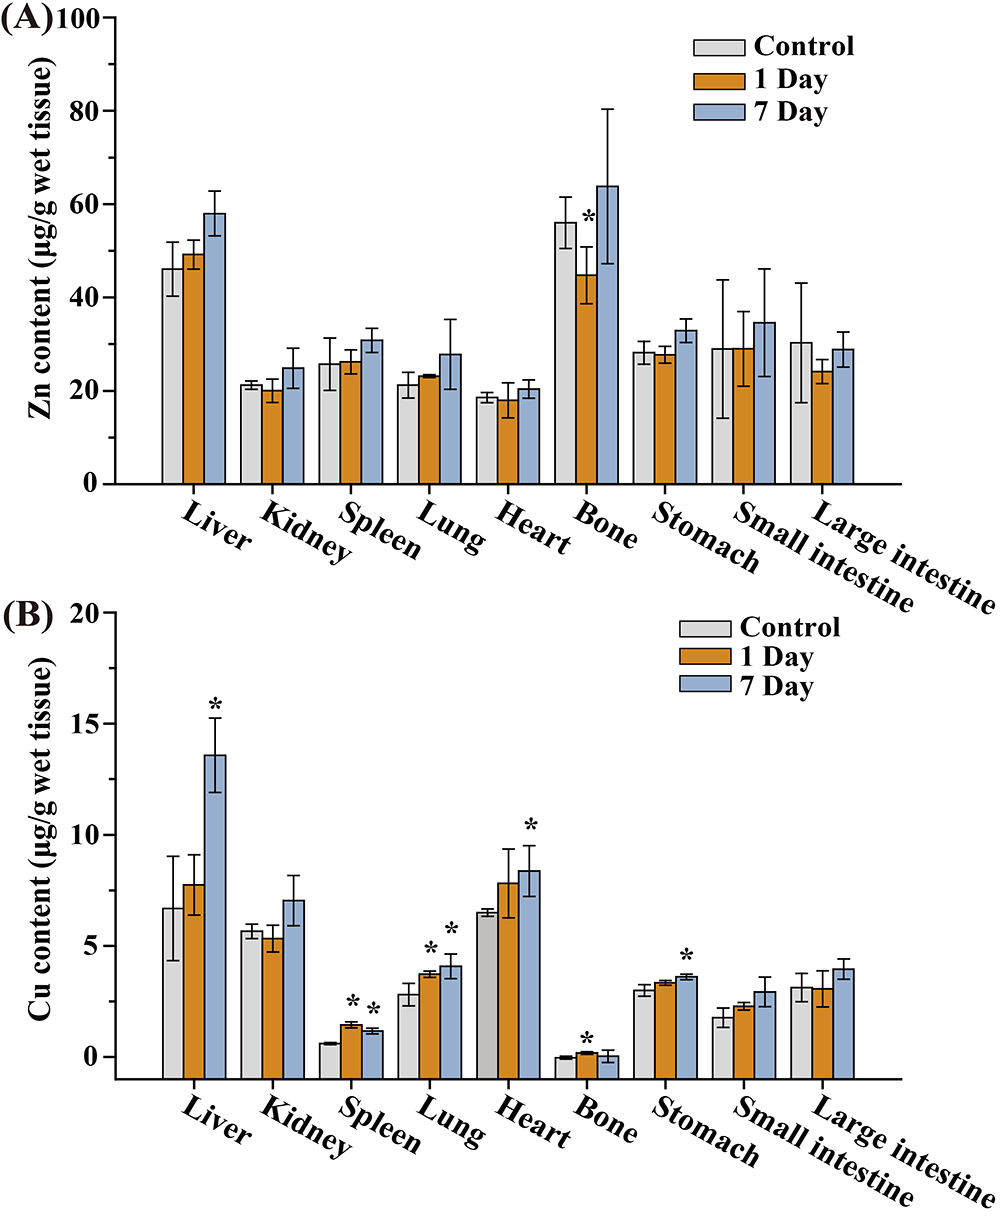 (A)
Zn content (µg/g wet tissue)
100
80
60
40
20
0
Control
1 Day
7 Day
*
Liver
Kidney
Spleen
Lung
Heart
Bone
Stomach
Small intestine
Large intestine
(B)
Cu content (µg/g wet tissue)
20
15
10
5
0
Control
1 Day
7 Day
*
*
*
*
*
*
*
*
Liver
Kidney
Spleen
Lung
Heart
Bone
Stomach
Small intestine
Large intestine